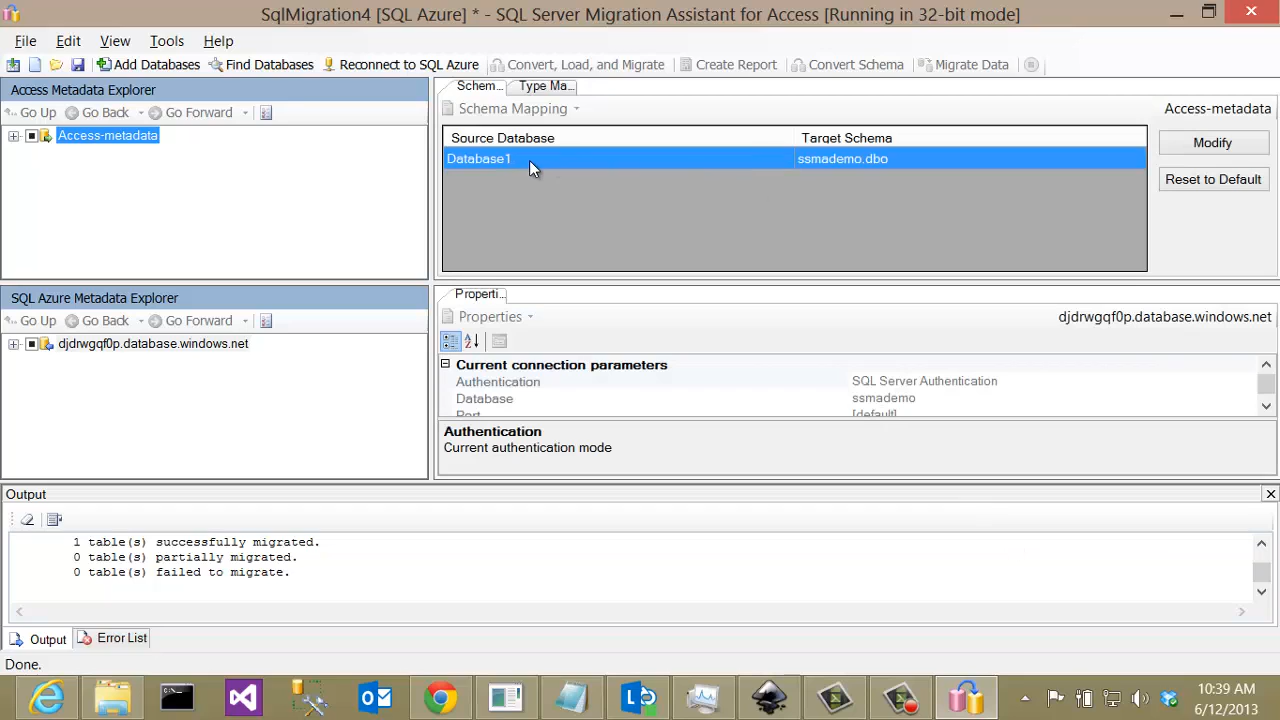 SqlMigration4 [SQL Azure] * - SQL Server Migration Assistant for Access [Running in 32-bit mode]
File Edit View Tools Help
Add Databases Find Databases Reconnect to SQL Azure Convert, Load, and Migrate Create Report Convert Schema Migrate Data
Access Metadata Explorer
Go Up Go Back Go Forward
Access-metadata
Schem... Type Ma...
Schema Mapping Access-metadata
Source Database Target Schema
Database1 ssmademo.dbo
Modify
Reset to Default
SQL Azure Metadata Explorer
Go Up Go Back Go Forward
djdrwgqf0p.database.windows.net
Properti...
Properties djdrwgqf0p.database.windows.net
Current connection parameters
Authentication SQL Server Authentication
Database ssmademo
Port [default]
Authentication
Current authentication mode
Output
1 table(s) successfully migrated.
0 table(s) partially migrated.
0 table(s) failed to migrate.
Output Error List
Done.
10:39 AM
6/12/2013